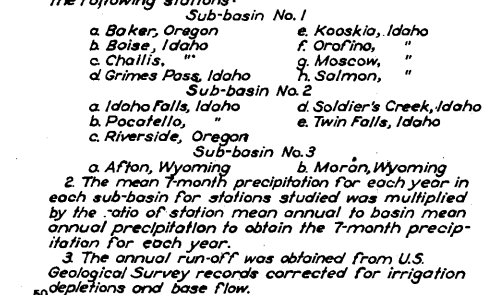 the following stations:
Sub-basin No. 1
a. Baker, Oregon e. Kooskia, Idaho
b. Boise, Idaho f. Orofino, "
c. Challis, " g. Moscow, "
d. Grimes Pass, Idaho h. Salmon, "
Sub-basin No. 2
a. Idaho Falls, Idaho d. Soldier's Creek, Idaho
b. Pocatello, " e. Twin Falls, Idaho
c. Riverside, Oregon
Sub-basin No. 3
a. Afton, Wyoming b. Moran, Wyoming
2. The mean 7-month precipitation for each year in
each sub-basin for stations studied was multiplied
by the ratio of station mean annual to basin mean
annual precipitation to obtain the 7-month precip-
itation for each year.
3. The annual run-off was obtained from U.S.
Geological Survey records corrected for irrigation
50 depletions and base flow.